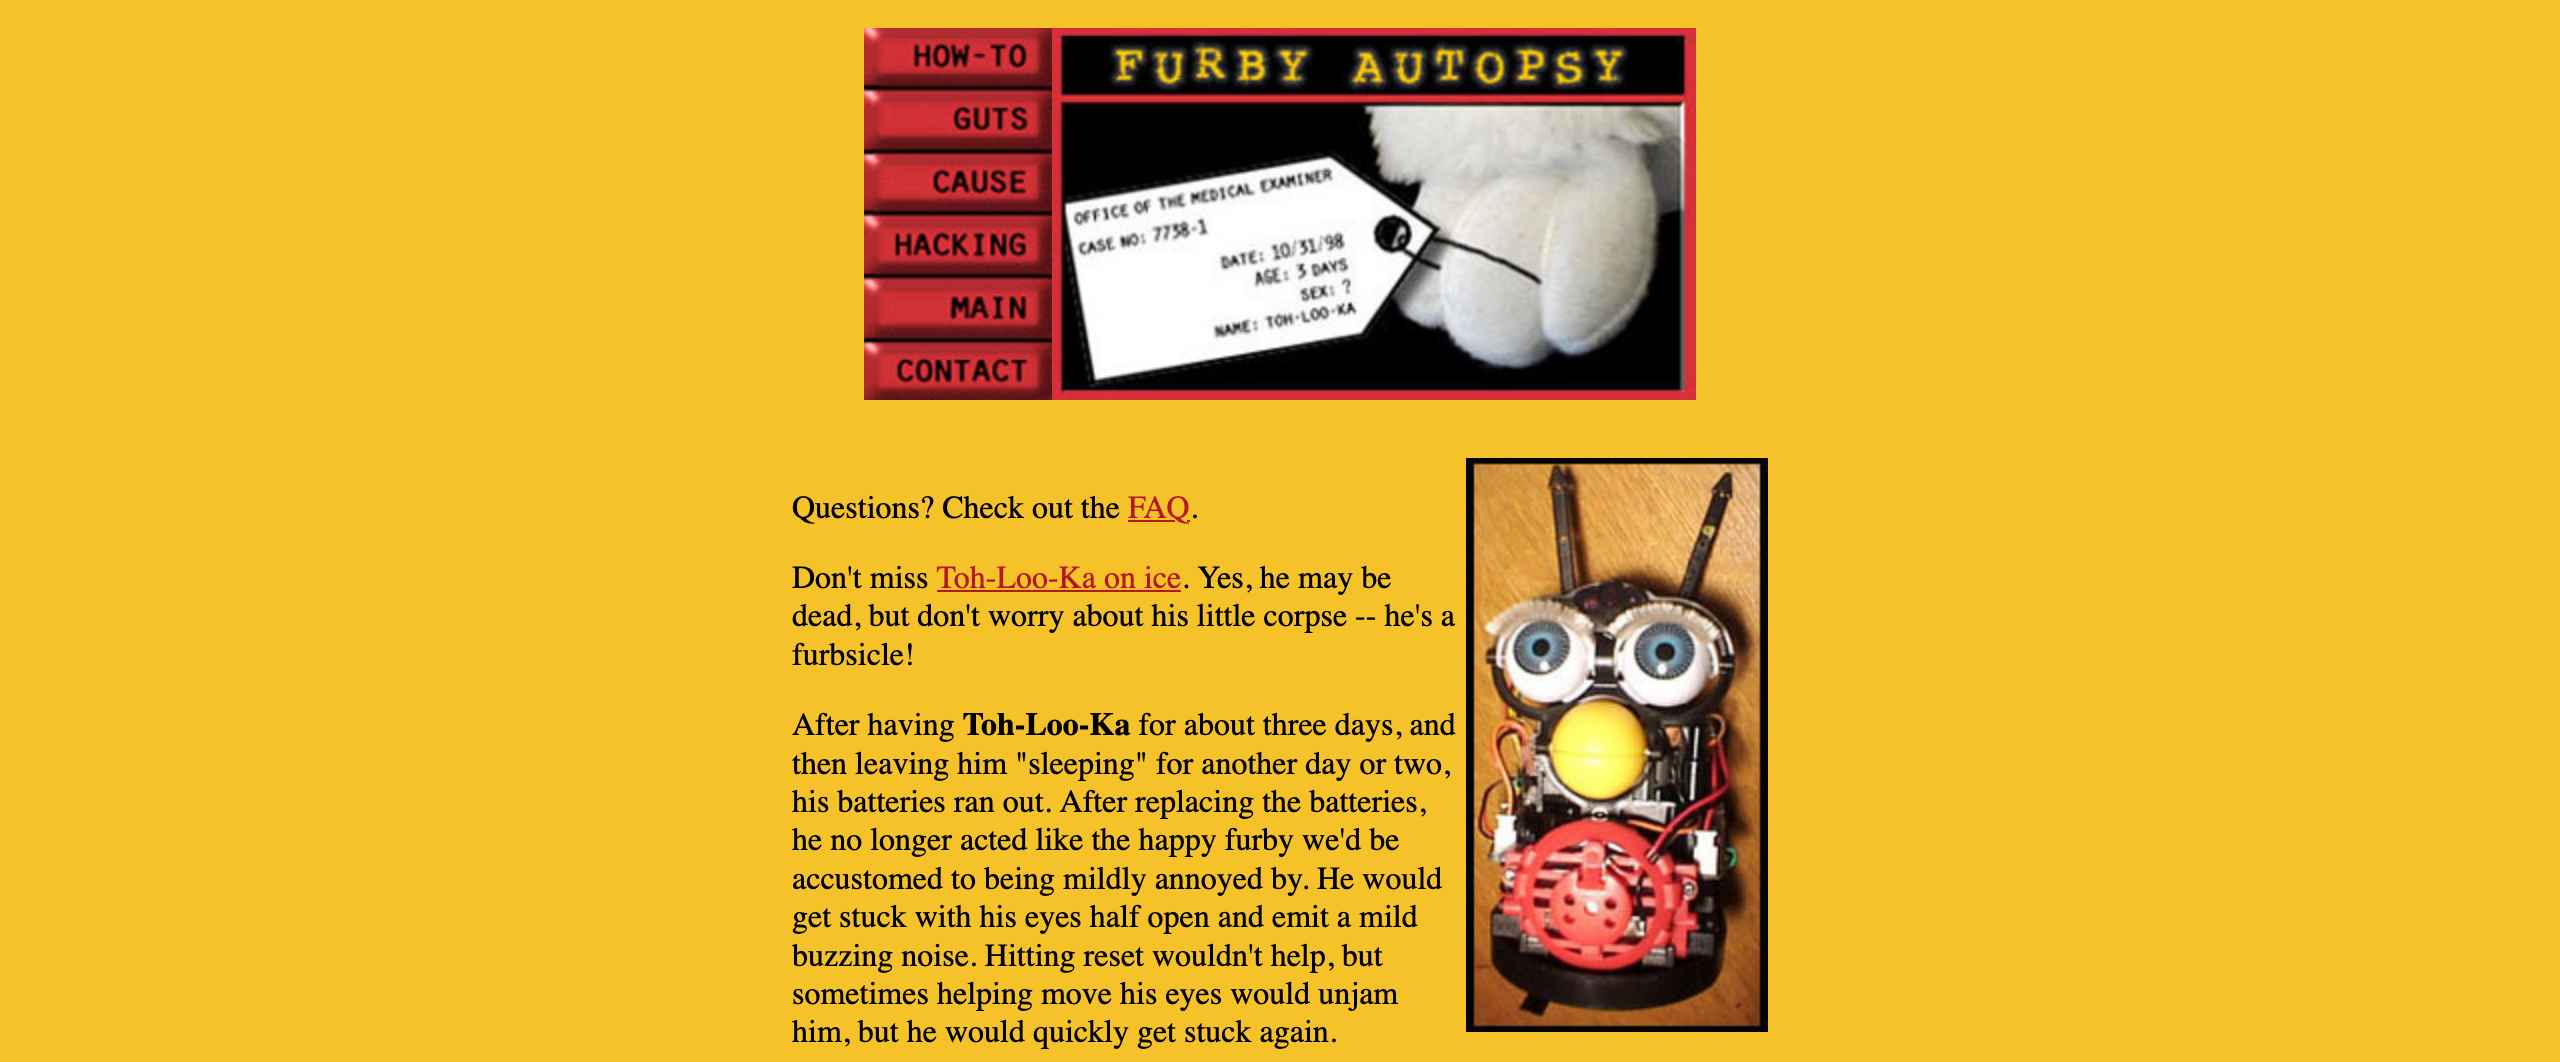 HOW-TO
GUTS
CAUSE
HACKING
MAIN
CONTACT
FURBY AUTOPSY
OFFICE OF THE MEDICAL EXAMINER
CASE NO: 7738-1
DATE: 10/31/98
AGE: 3 DAYS
SEX: ?
NAME: TOH-LOO-KA
Questions? Check out the FAQ.
Don't miss Toh-Loo-Ka on ice. Yes, he may be
dead, but don't worry about his little corpse -- he's a
furbsicle!
After having Toh-Loo-Ka for about three days, and
then leaving him "sleeping" for another day or two,
his batteries ran out. After replacing the batteries,
he no longer acted like the happy furby we'd be
accustomed to being mildly annoyed by. He would
get stuck with his eyes half open and emit a mild
buzzing noise. Hitting reset wouldn't help, but
sometimes helping move his eyes would unjam
him, but he would quickly get stuck again.